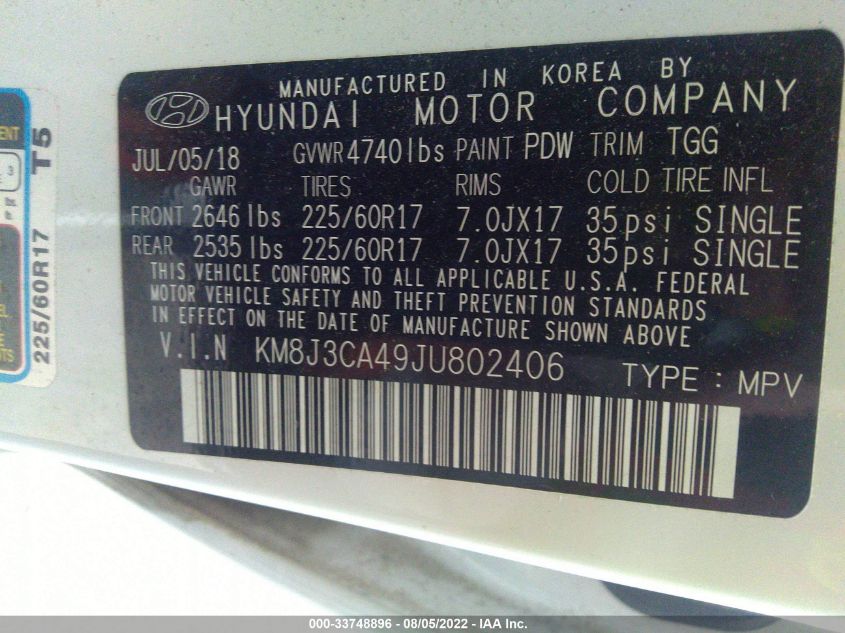 MANUFACTURED IN KOREA BY
HYUNDAI MOTOR COMPANY
JUL/05/18 GVWR 4740 lbs PAINT PDW TRIM TGG
GAWR TIRES RIMS COLD TIRE INFL
FRONT 2646 lbs 225/60R17 7.0JX17 35psi SINGLE
REAR 2535 lbs 225/60R17 7.0JX17 35psi SINGLE
THIS VEHICLE CONFORMS TO ALL APPLICABLE U.S.A. FEDERAL
MOTOR VEHICLE SAFETY AND THEFT PREVENTION STANDARDS
IN EFFECT ON THE DATE OF MANUFACTURE SHOWN ABOVE
V.I.N KM8J3CA49JU802406 TYPE : MPV
225/60R17 T5
000-33748896 - 08/05/2022 - IAA Inc.